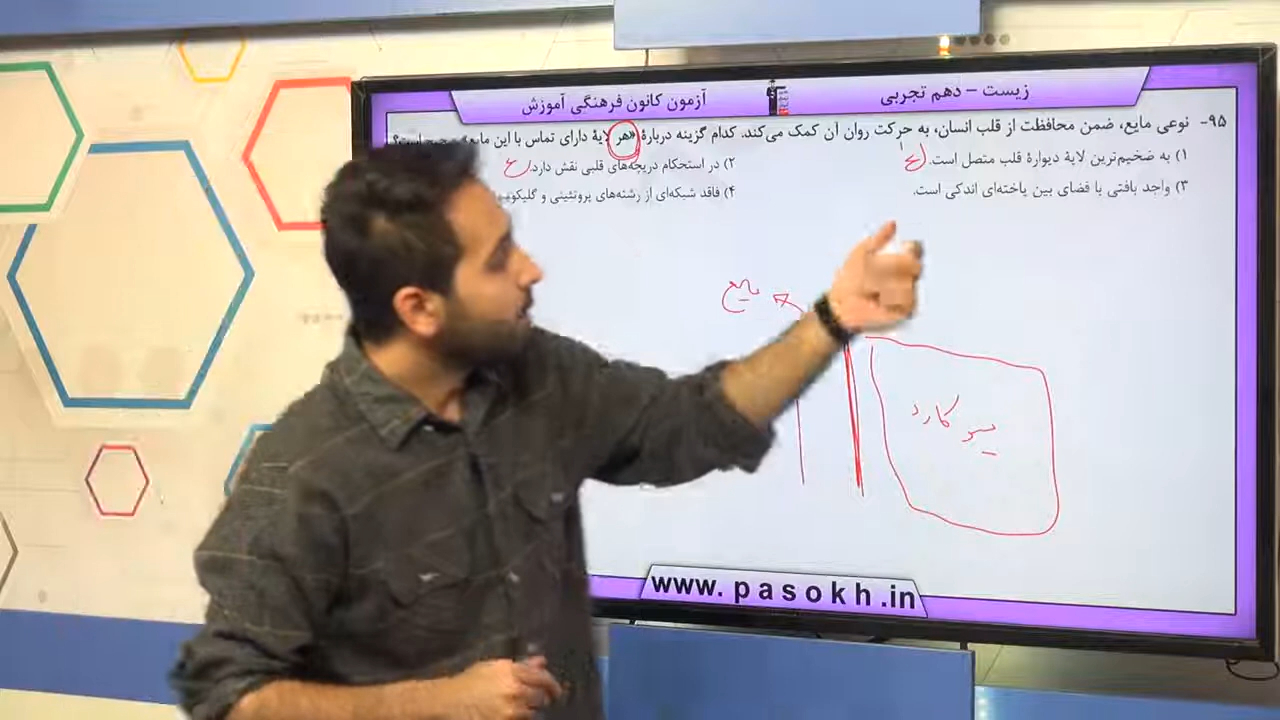 زیست – دهم تجربی
آزمون کانون فرهنگی آموزش
۹۵- نوعی مایع، ضمن محافظت از قلب انسان، به حرکت روان آن کمک می‌کند. کدام گزینه دربارهٔ «هر لایهٔ دارای تماس با این مایع» صحیح است؟
۱) به ضخیم‌ترین لایهٔ دیوارهٔ قلب متصل است.
۲) در استحکام دریچه‌های قلبی نقش دارد.
۳) واجد بافتی با فضای بین یاخته‌ای اندکی است.
۴) فاقد شبکه‌ای از رشته‌های پروتئینی و
مایع
میوکارد
www.pasokh.in